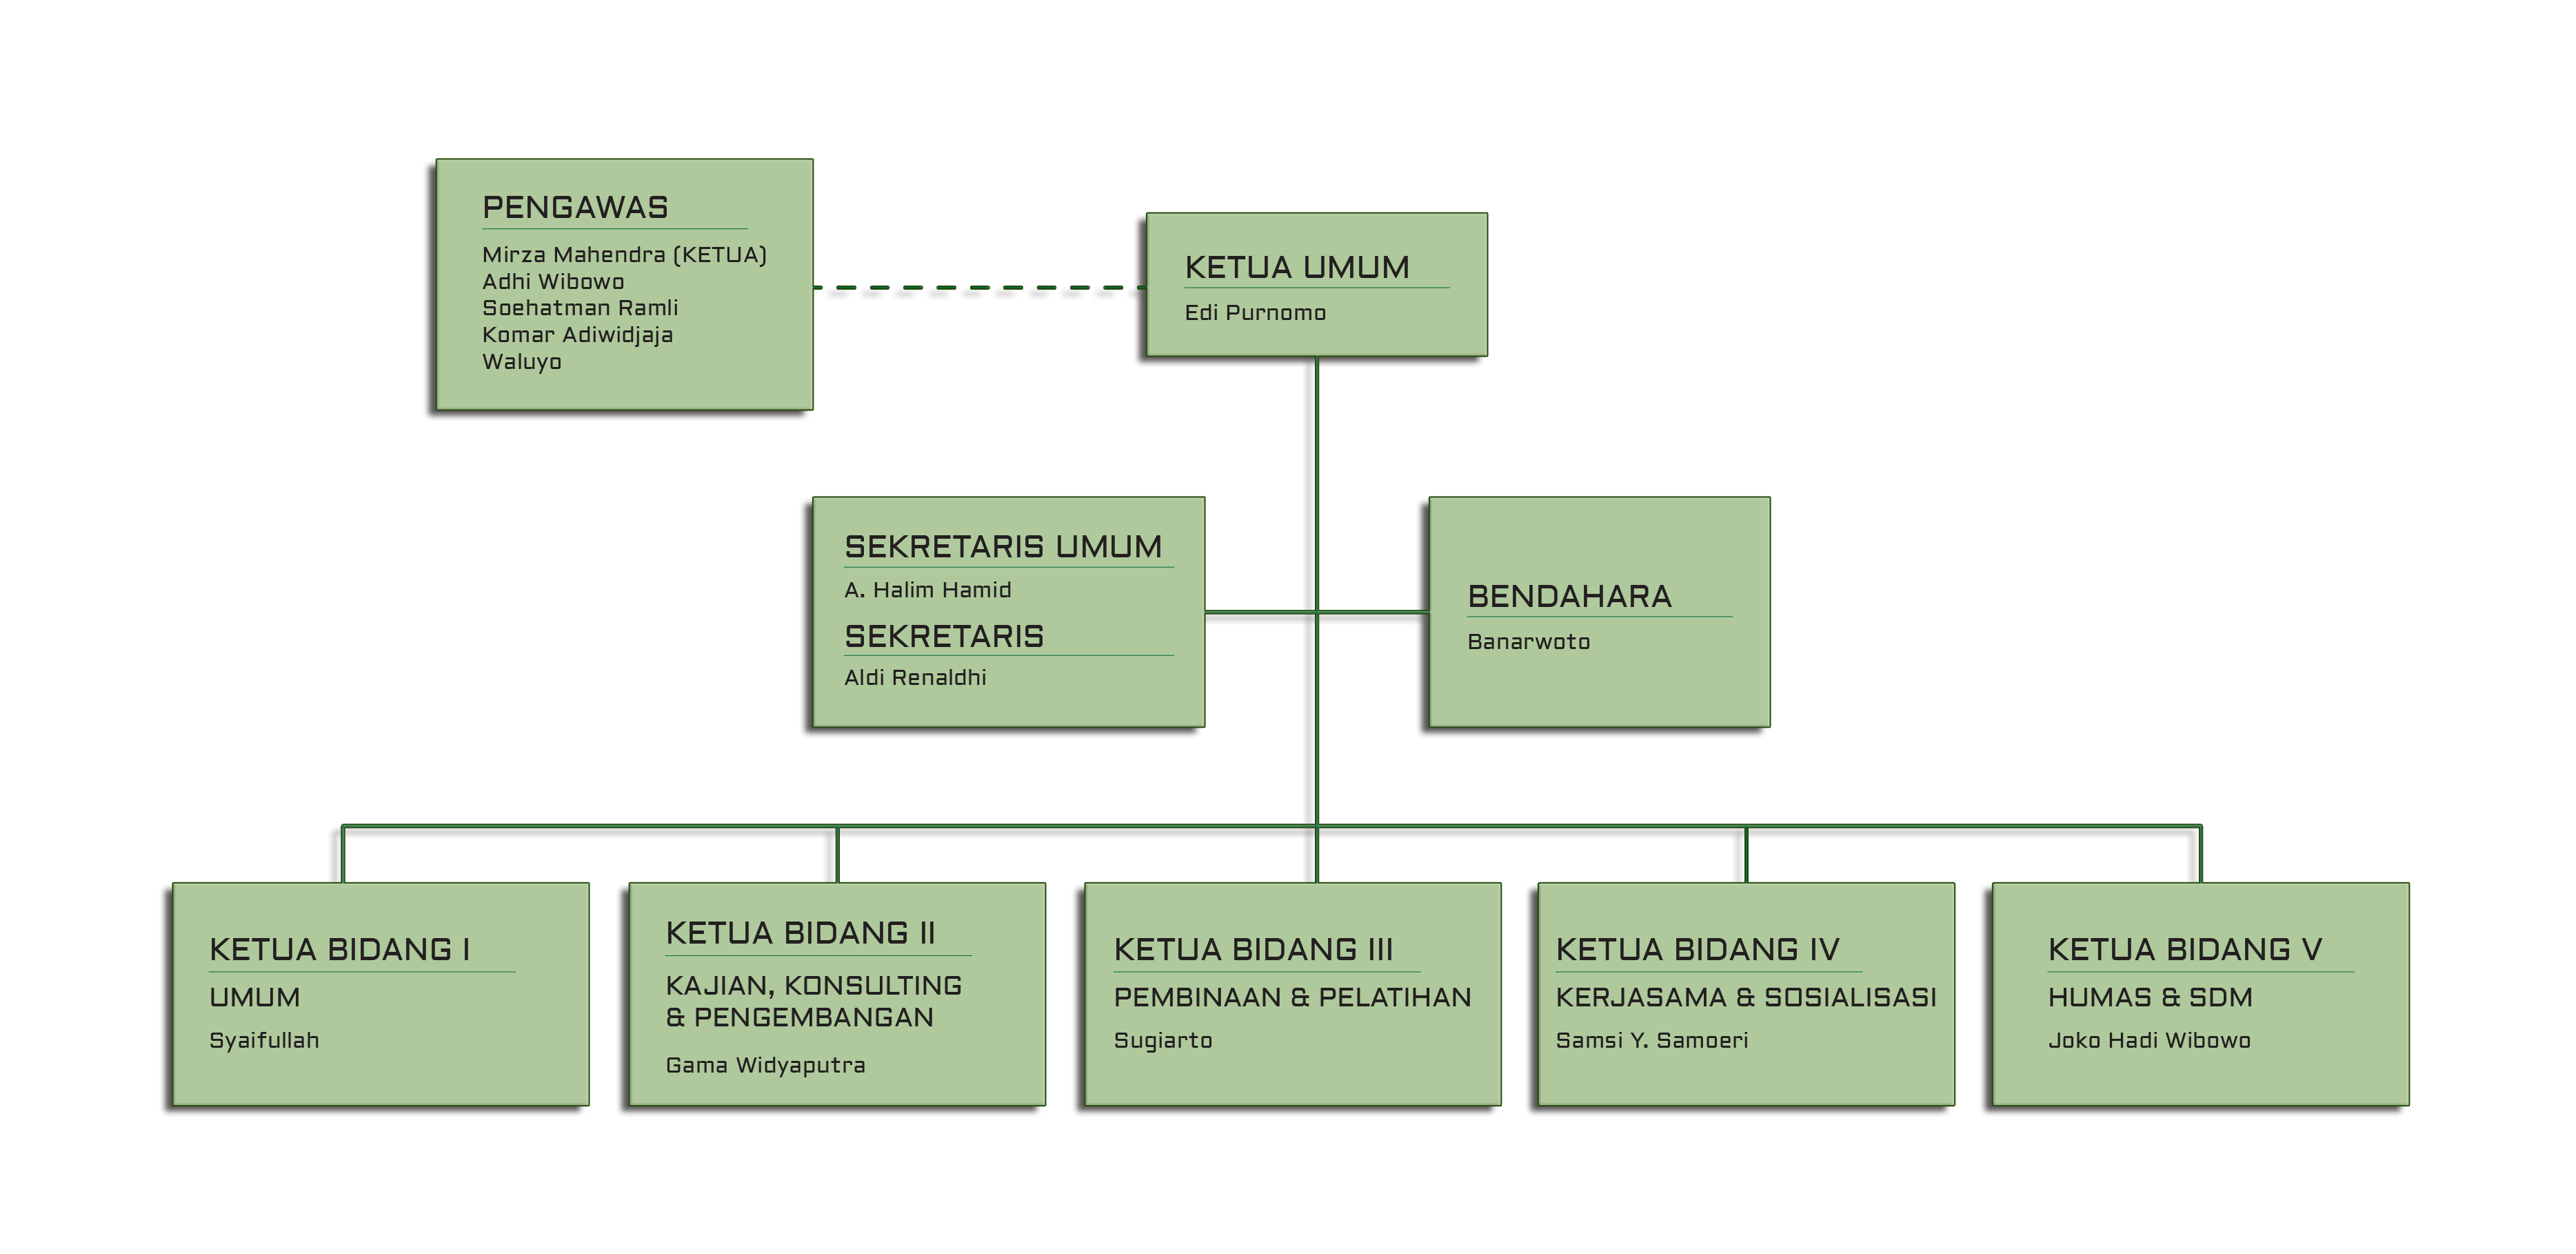 PENGAWAS
Mirza Mahendra (KETUA)
Adhi Wibowo
Soehatman Ramli
Komar Adiwidjaja
Waluyo
KETUA UMUM
Edi Purnomo
SEKRETARIS UMUM
A. Halim Hamid
SEKRETARIS
Aldi Renaldhi
BENDAHARA
Banarwoto
KETUA BIDANG I
UMUM
Syaifullah
KETUA BIDANG II
KAJIAN, KONSULTING
& PENGEMBANGAN
Gama Widyaputra
KETUA BIDANG III
PEMBINAAN & PELATIHAN
Sugiarto
KETUA BIDANG IV
KERJASAMA & SOSIALISASI
Samsi Y. Samoeri
KETUA BIDANG V
HUMAS & SDM
Joko Hadi Wibowo